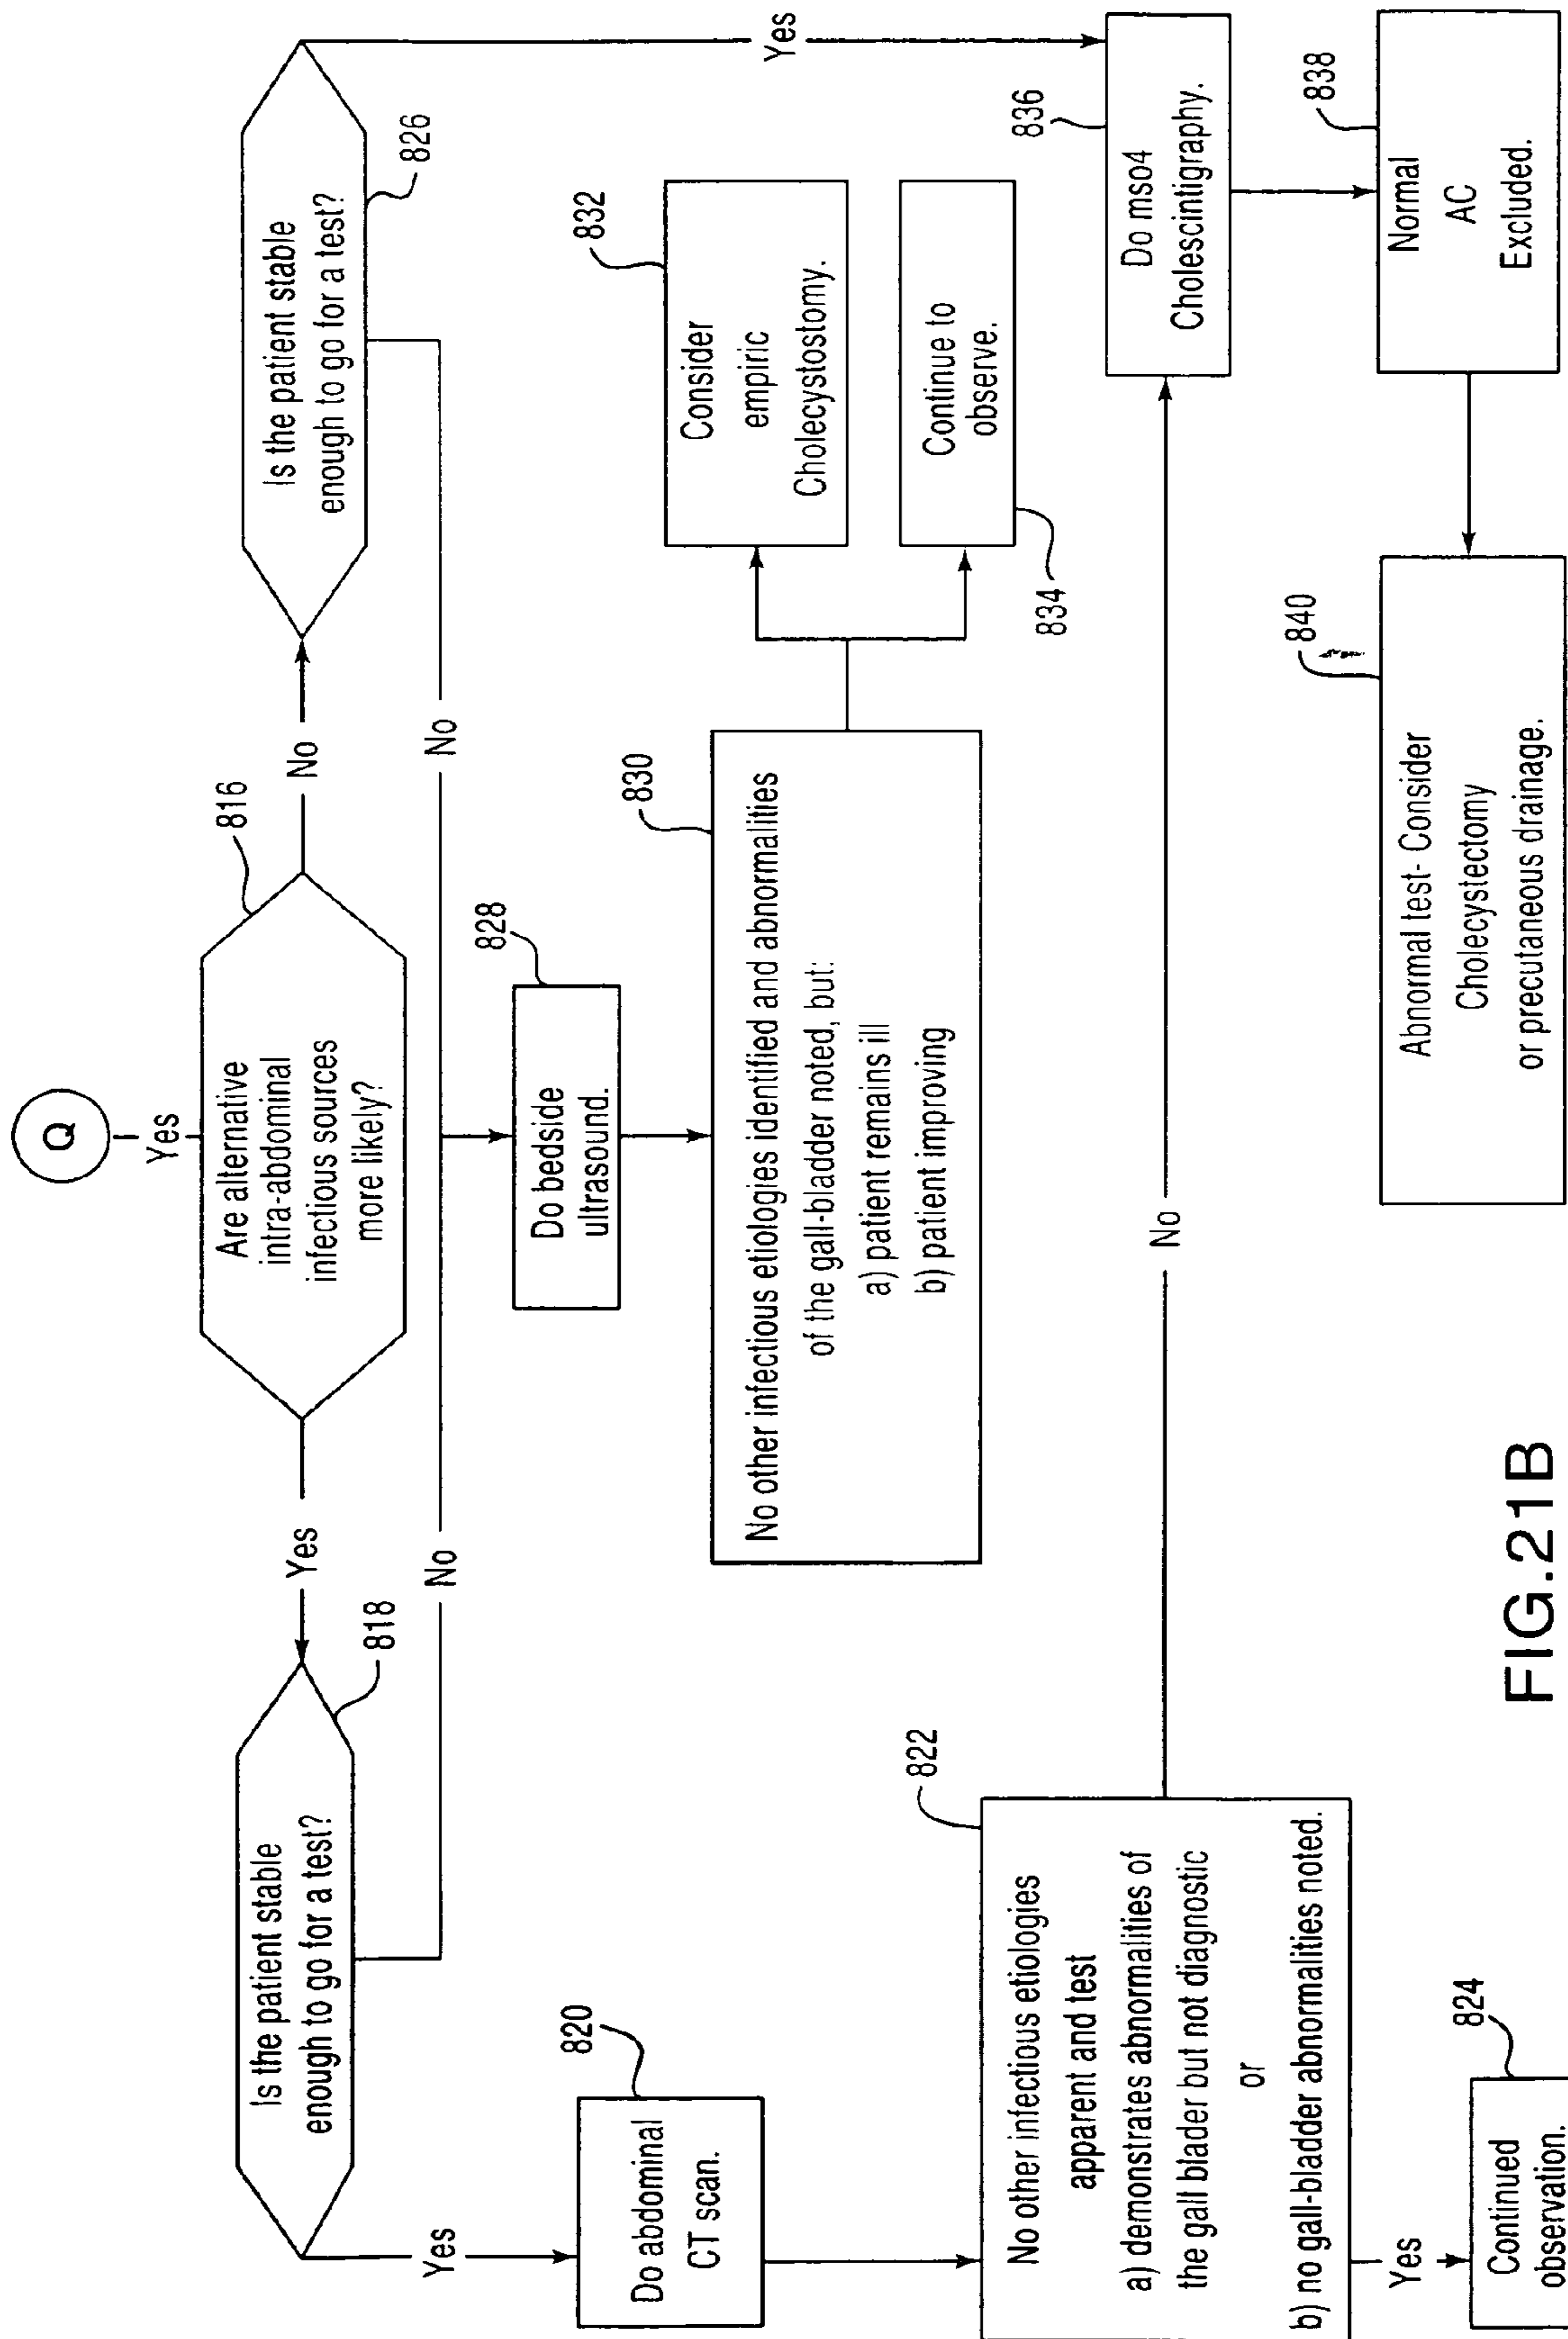 Q
Yes
816
Are alternative
intra-abdominal
infectious sources
more likely?
Yes
No
818
Is the patient stable
enough to go for a test?
826
Is the patient stable
enough to go for a test?
No
No
Yes
Yes
820
Do abdominal
CT scan.
828
Do bedside
ultrasound.
830
No other infectious etiologies identified and abnormalities
of the gall-bladder noted, but:
a) patient remains ill
b) patient improving
832
Consider
empiric
Cholecystostomy.
834
Continue to
observe.
822
No other infectious etiologies
apparent and test
a) demonstrates abnormalities of
the gall blader but not diagnostic
or
b) no gall-bladder abnormalities noted.
No
836
Do mso4
Cholescintigraphy.
Yes
824
Continued
observation.
838
Normal
AC
Excluded.
840
Abnormal test- Consider
Cholecystectomy
or precutaneous drainage.
FIG.21B